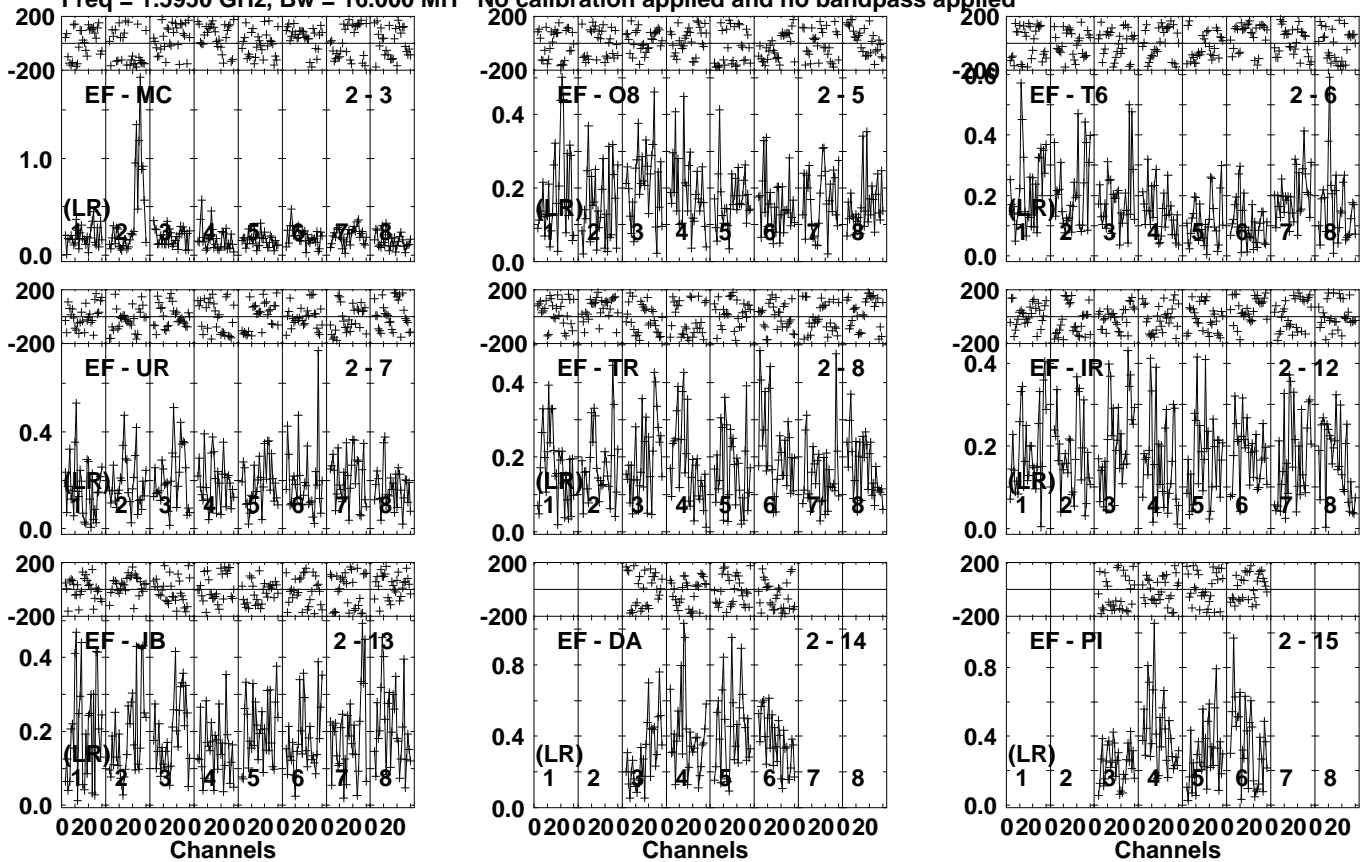 Freq = 1.5950 GHz, Bw = 16.000 MH No calibration applied and no bandpass applied
200 200 200
-200 -200 -200
0.6
EF - MC 2 - 3 EF - O8 2 - 5 EF - T6 2 - 6
0.4 0.4
1.0
0.2 0.2
(LR) (LR) (LR)
1 2 3 4 5 6 7 8 1 2 3 4 5 6 7 8 1 2 3 4 5 6 7 8
0.0 0.0 0.0
200 200 200
-200 -200 -200
EF - UR 2 - 7 EF - TR 2 - 8 EF - IR 2 - 12
0.4 0.4 0.4
0.2 0.2
(LR) (LR) (LR)
1 2 3 4 5 6 7 8 1 2 3 4 5 6 7 8 1 2 3 4 5 6 7 8
0.0 0.0 0.0
200 200 200
-200 -200 -200
EF - JB 2 - 13 EF - DA 2 - 14 EF - PI 2 - 15
0.4 0.8 0.8
0.2 0.4 0.4
(LR) (LR) (LR)
1 2 3 4 5 6 7 8 1 2 3 4 5 6 7 8 1 2 3 4 5 6 7 8
0.0 0.0 0.0
0 20 0 20 0 20 0 20 0 20 0 20 0 20 0 20 0 20 0 20 0 20 0 20 0 20 0 20 0 20 0 20 0 20 0 20 0 20 0 20 0 20 0 20 0 20 0 20
Channels Channels Channels